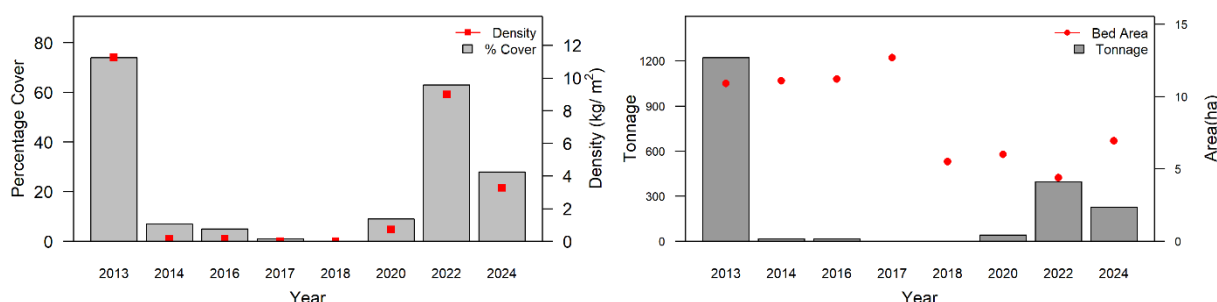 Density
% Cover
Percentage Cover
80
60
40
20
0
12
10
8
6
4
2
0
Density (kg/ m²)
2013 2014 2016 2017 2018 2020 2022 2024
Year
Bed Area
Tonnage
Tonnage
1200
900
600
300
0
15
10
5
0
Area(ha)
2013 2014 2016 2017 2018 2020 2022 2024
Year